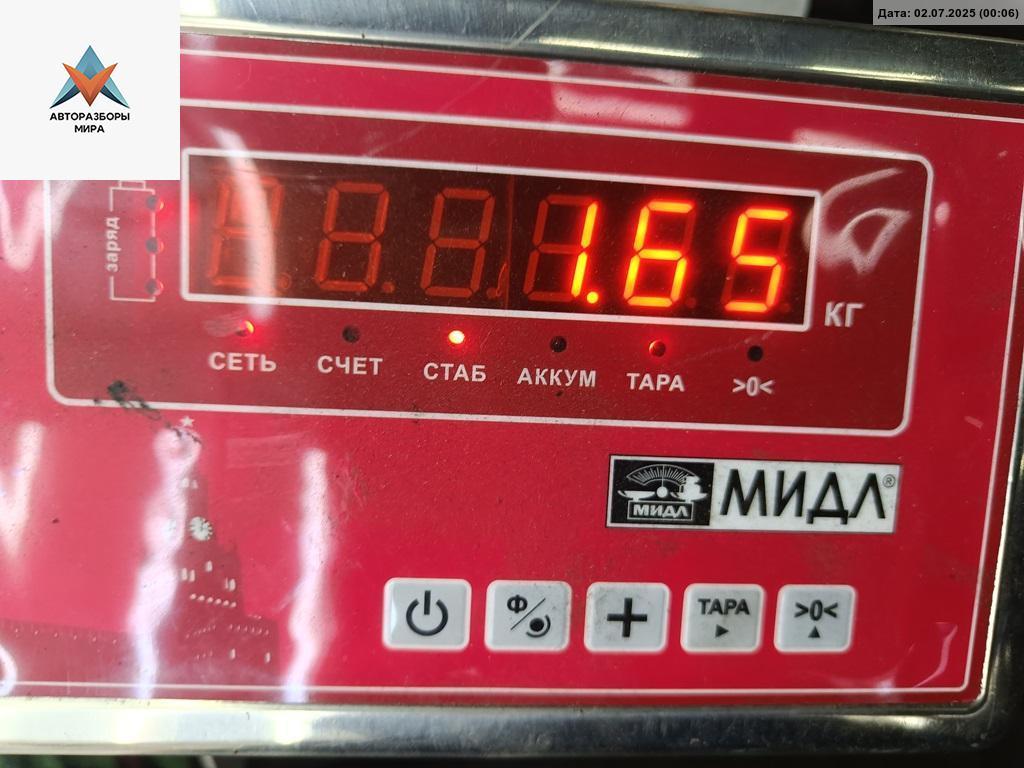 Дата: 02.07.2025 (00:06)
АВТОРАЗБОРЫ
МИРА
заряд
1.65
КГ
СЕТЬ СЧЕТ СТАБ АККУМ ТАРА >0<
МИДЛ МИДЛ®
Ф ТАРА >0<